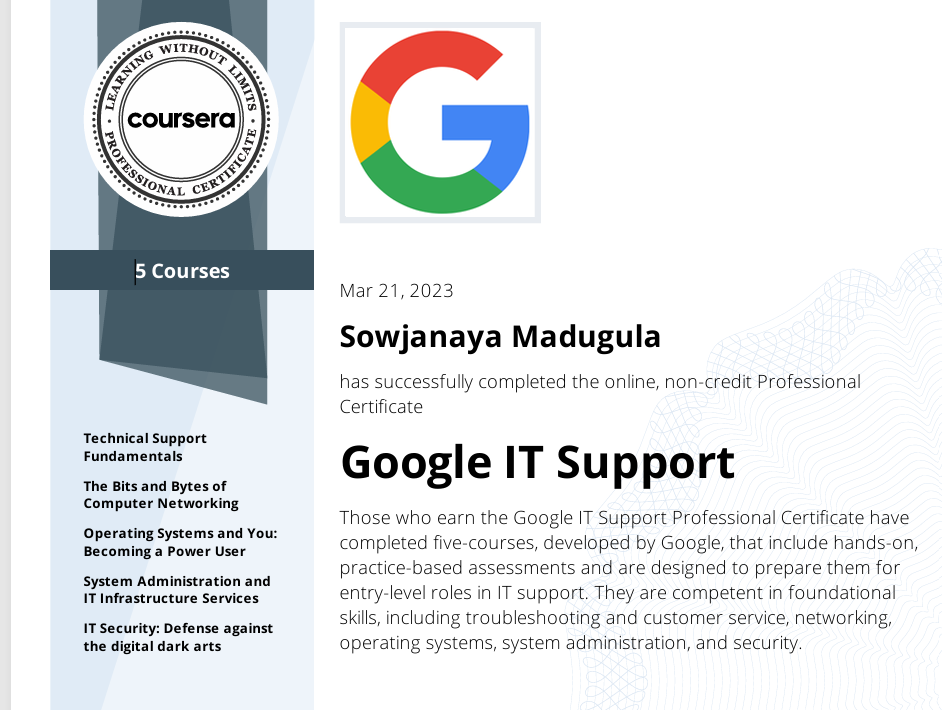 LEARNING WITHOUT LIMITS
coursera
PROFESSIONAL CERTIFICATE
5 Courses
Technical Support
Fundamentals
The Bits and Bytes of
Computer Networking
Operating Systems and You:
Becoming a Power User
System Administration and
IT Infrastructure Services
IT Security: Defense against
the digital dark arts
Mar 21, 2023
Sowjanaya Madugula
has successfully completed the online, non-credit Professional
Certificate
Google IT Support
Those who earn the Google IT Support Professional Certificate have
completed five-courses, developed by Google, that include hands-on,
practice-based assessments and are designed to prepare them for
entry-level roles in IT support. They are competent in foundational
skills, including troubleshooting and customer service, networking,
operating systems, system administration, and security.